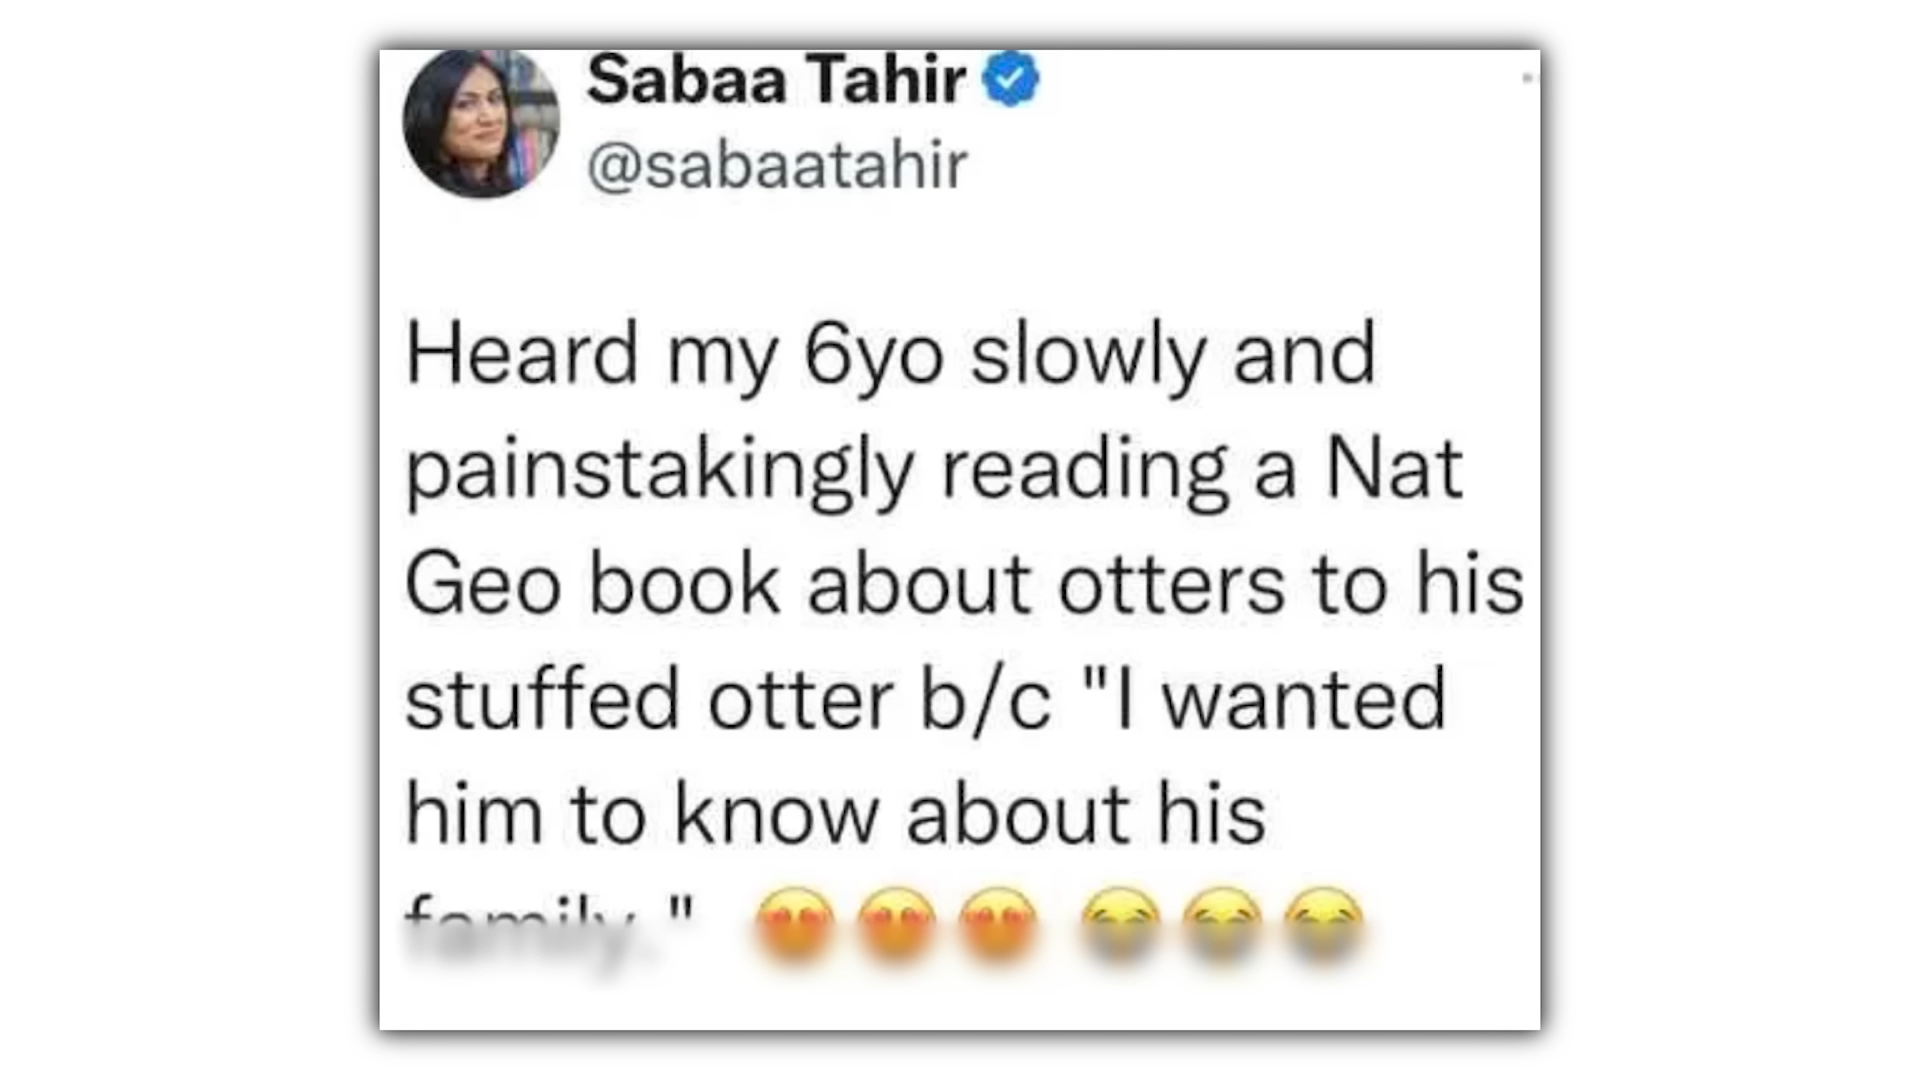 Sabaa Tahir
@sabaatahir
Heard my 6yo slowly and
painstakingly reading a Nat
Geo book about otters to his
stuffed otter b/c "I wanted
him to know about his
family." 😍😍😍 😂😂😂